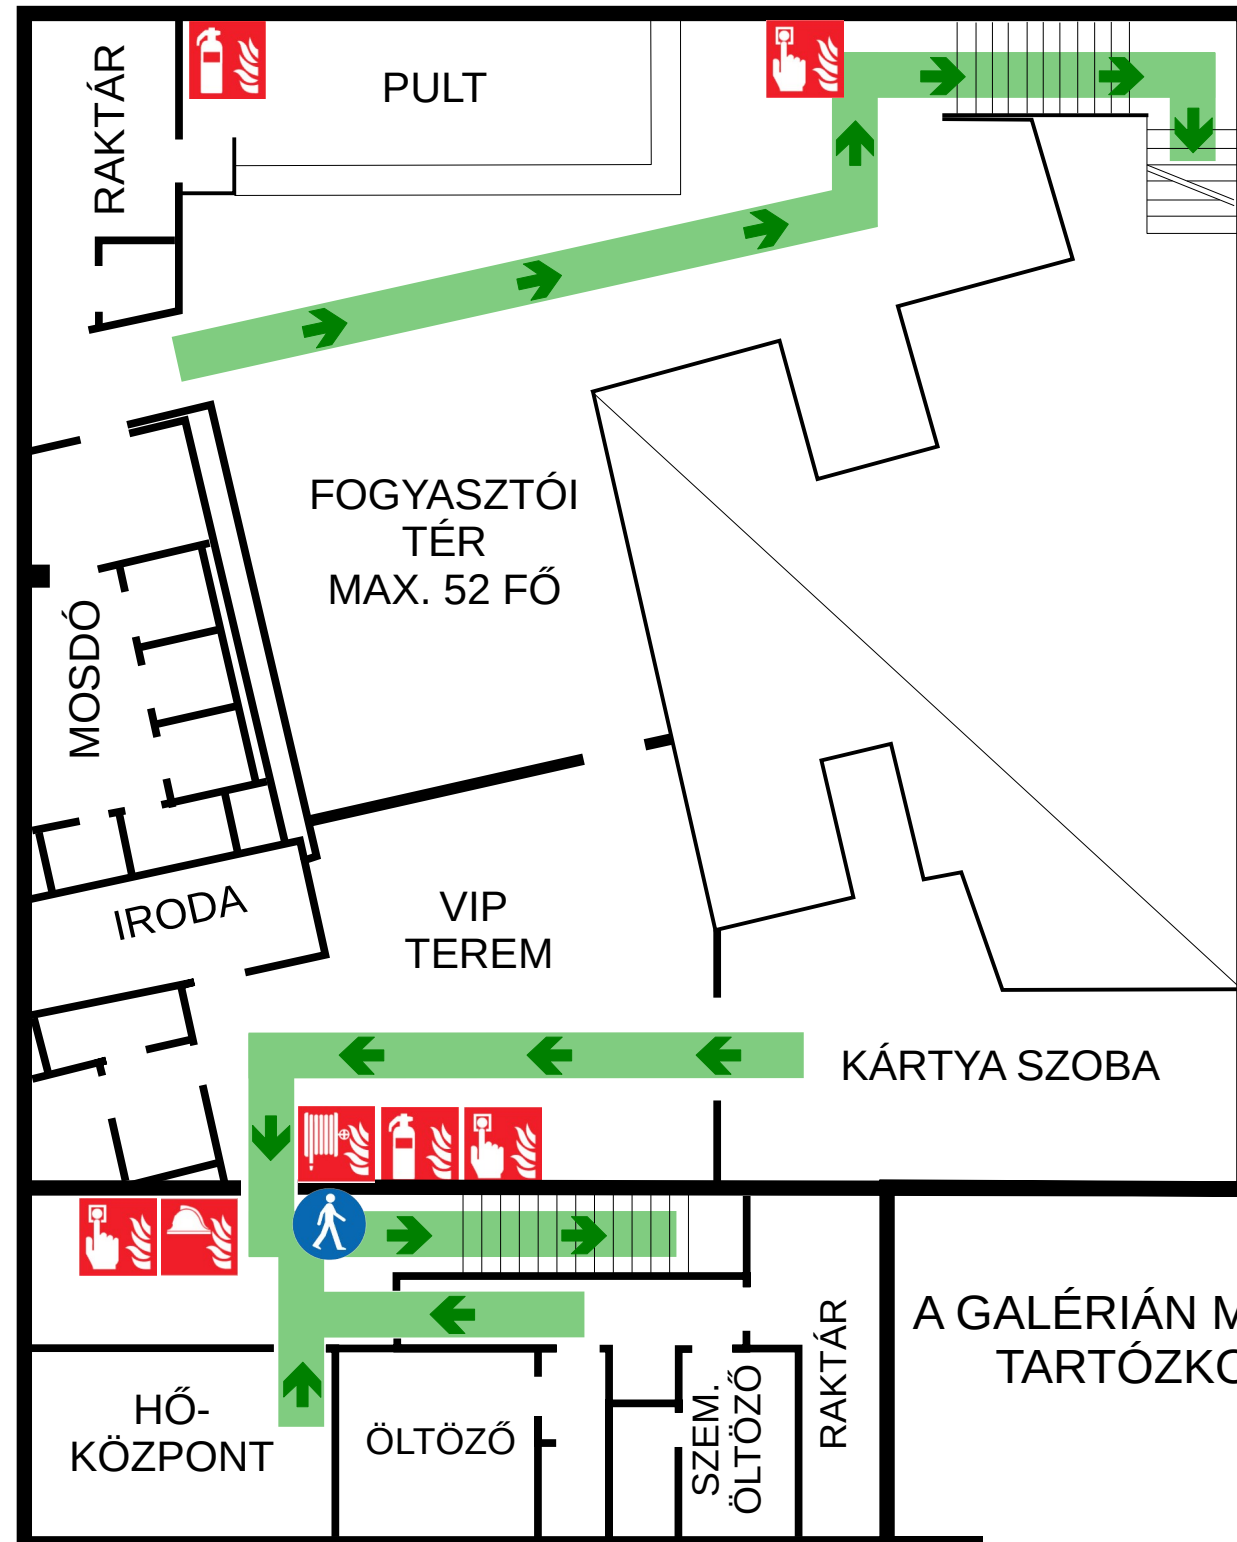 RAKTÁR
PULT
FOGYASZTÓI
TÉR
MAX. 52 FŐ
MOSDÓ
IRODA
VIP
TEREM
KÁRTYA SZOBA
A GALÉRIÁN
HŐ-
KÖZPONT
ÖLTÖZŐ
SZEM.
ÖLTÖZŐ
RAKTÁR